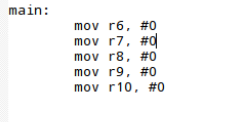 main:
mov r6, #0
mov r7, #0
mov r8, #0
mov r9, #0
mov r10, #0